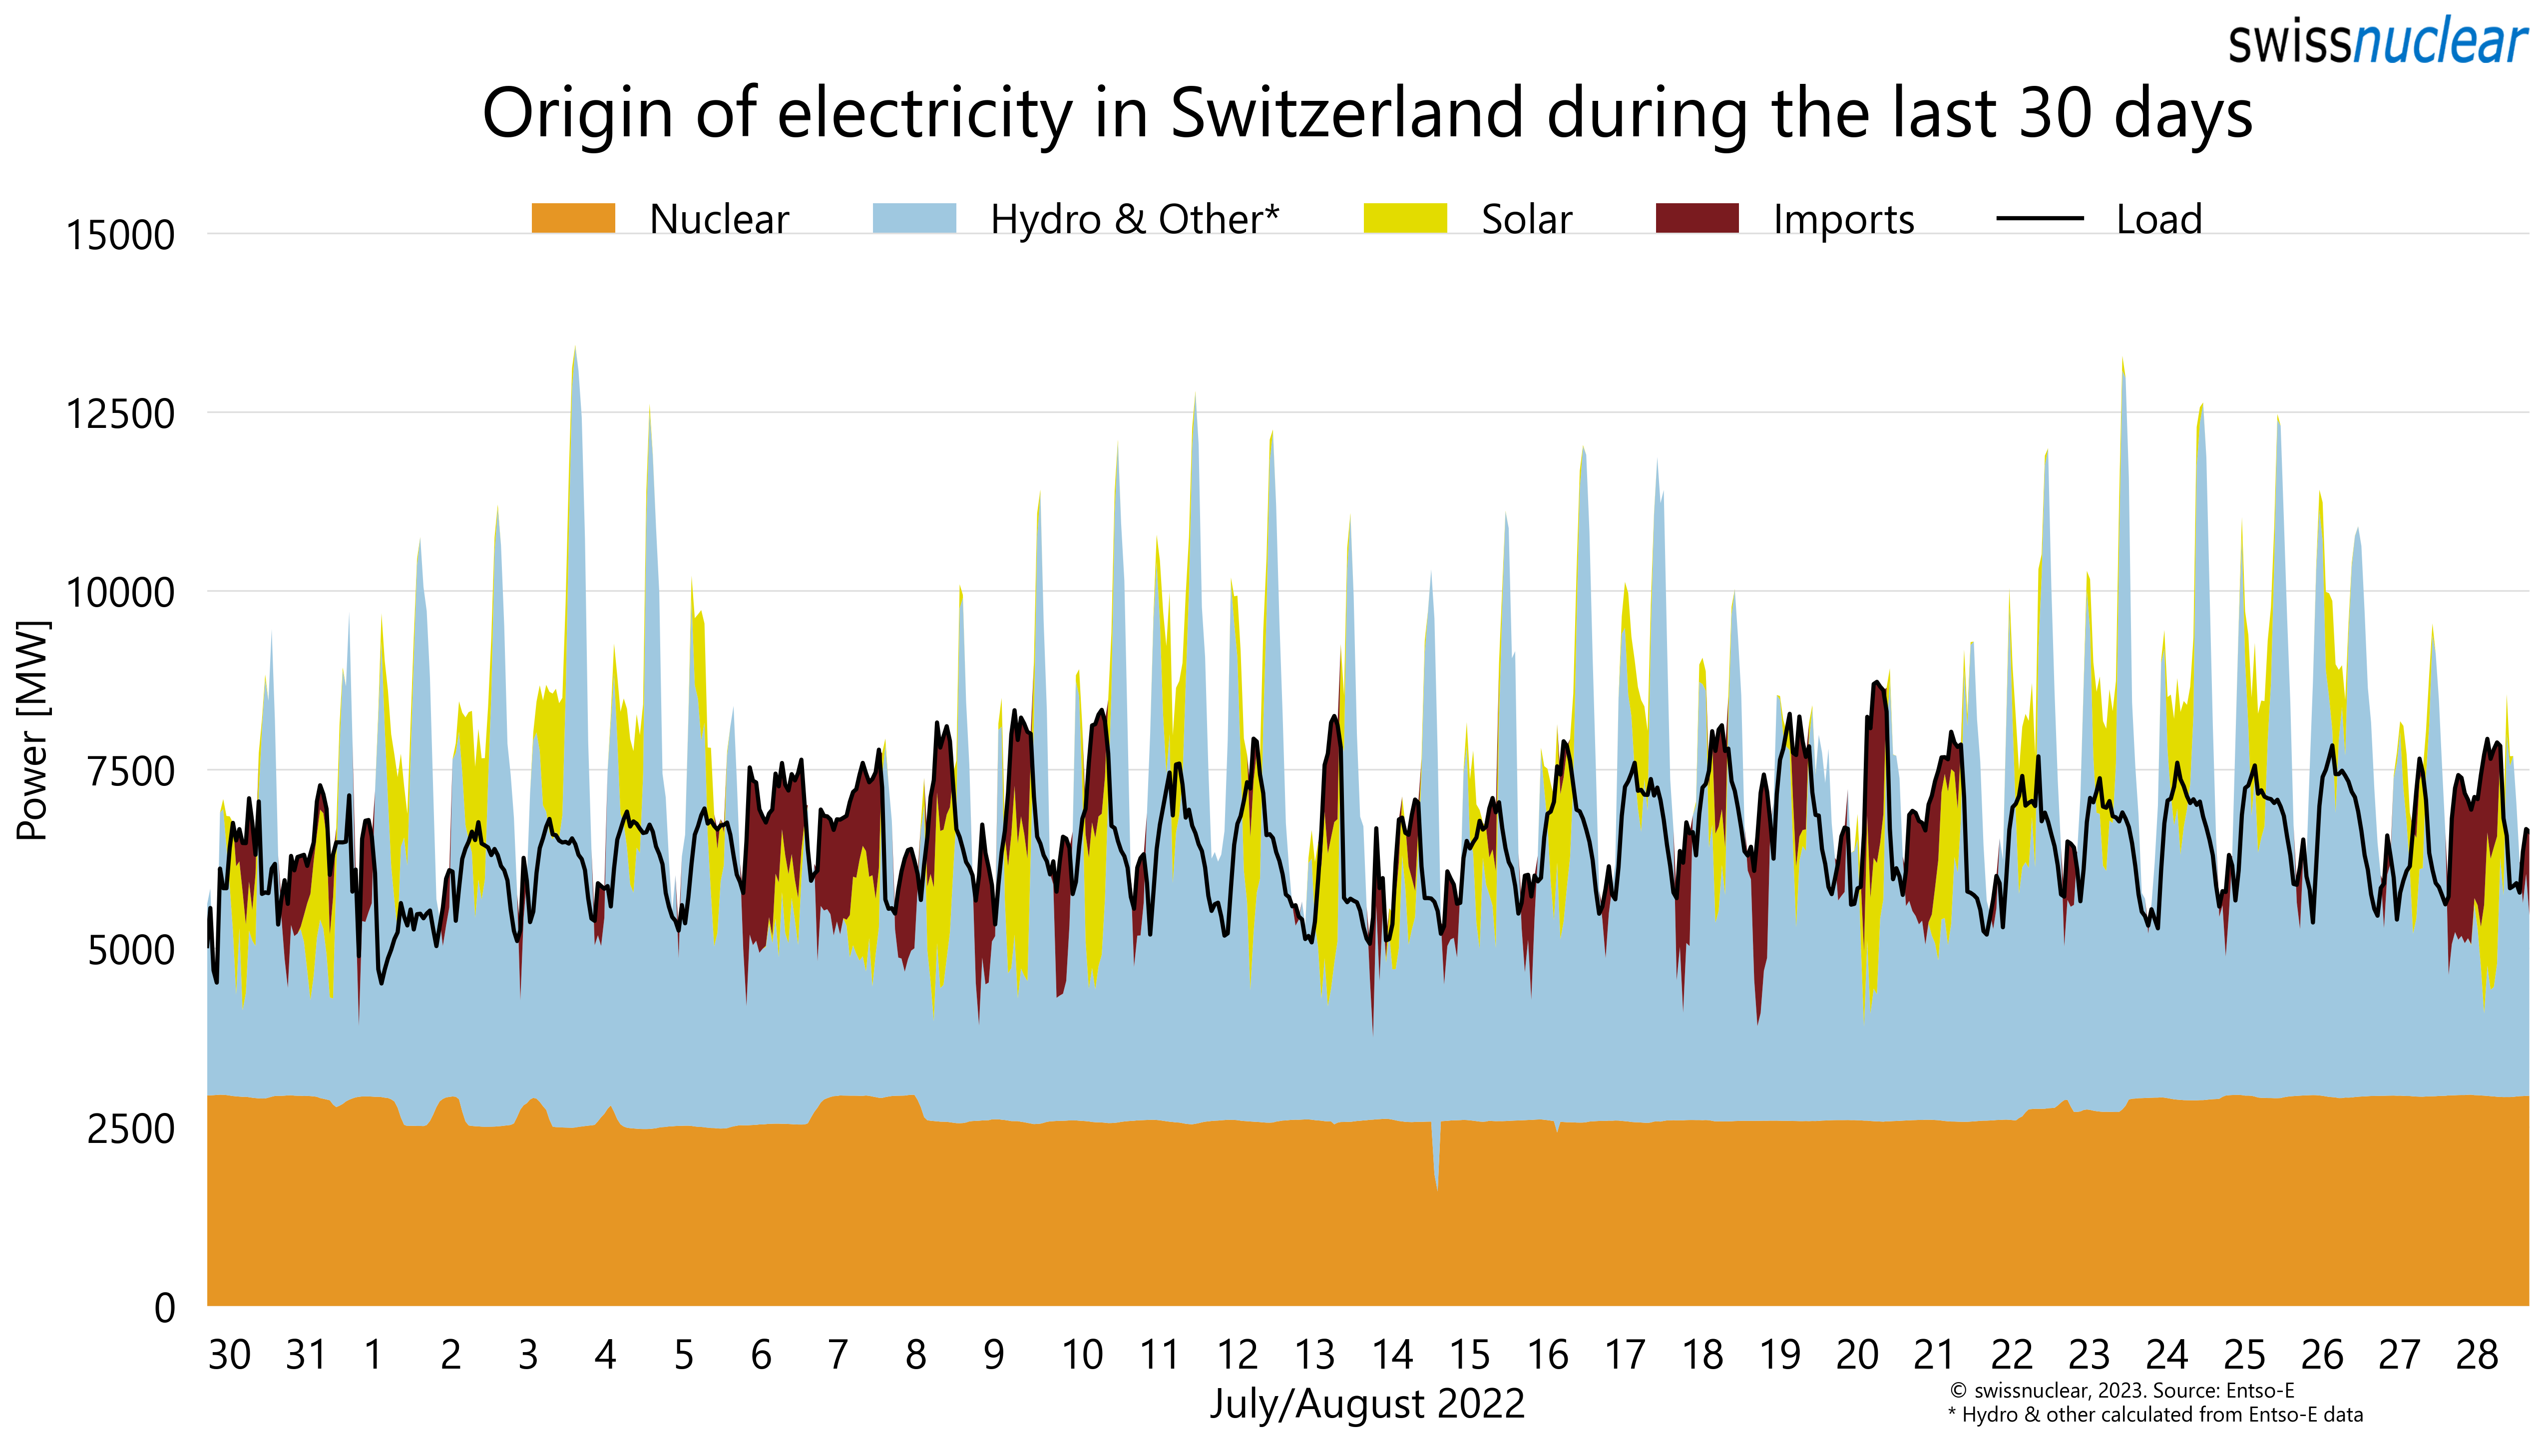 swissnuclear
Origin of electricity in Switzerland during the last 30 days
Nuclear Hydro & Other* Solar Imports Load
15000
12500
10000
7500
5000
2500
0
Power [MW]
30 31 1 2 3 4 5 6 7 8 9 10 11 12 13 14 15 16 17 18 19 20 21 22 23 24 25 26 27 28
July/August 2022
© swissnuclear, 2023. Source: Entso-E
* Hydro & other calculated from Entso-E data